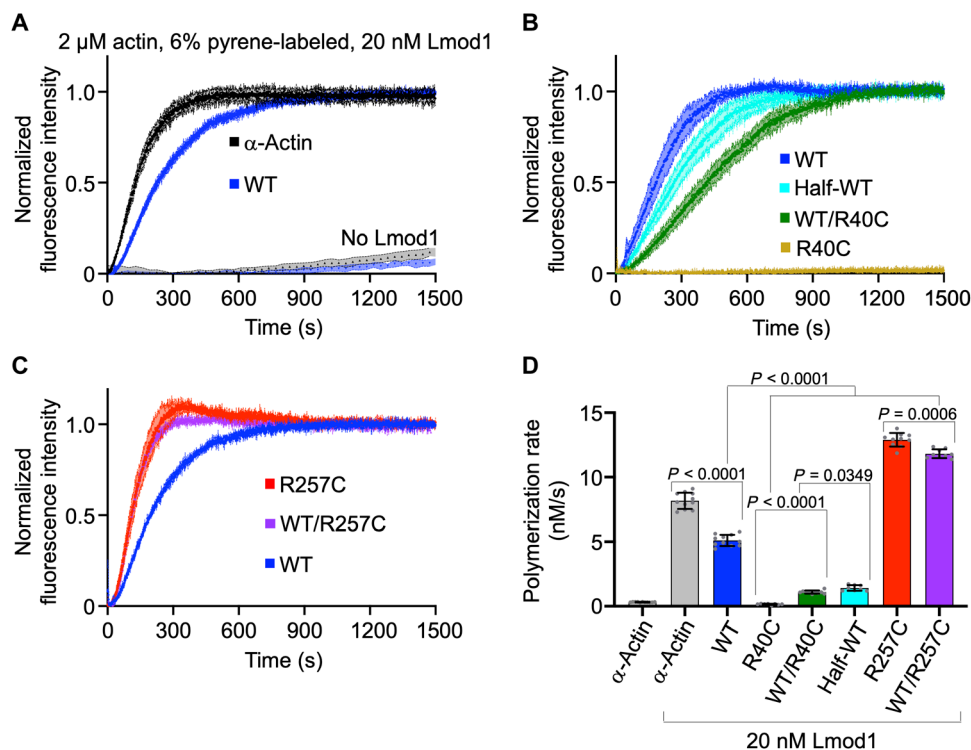 A
2 μM actin, 6% pyrene-labeled, 20 nM Lmod1
Normalized
fluorescence intensity
1.0
0.5
0
α-Actin
WT
No Lmod1
0 300 600 900 1200 1500
Time (s)
B
Normalized
fluorescence intensity
1.0
0.5
0
WT
Half-WT
WT/R40C
R40C
0 300 600 900 1200 1500
Time (s)
C
Normalized
fluorescence intensity
1.0
0.5
0
R257C
WT/R257C
WT
0 300 600 900 1200 1500
Time (s)
D
Polymerization rate
(nM/s)
15
10
5
0
P < 0.0001
P = 0.0006
P < 0.0001
P = 0.0349
P < 0.0001
α-Actin
α-Actin
WT
R40C
WT/R40C
Half-WT
R257C
WT/R257C
20 nM Lmod1